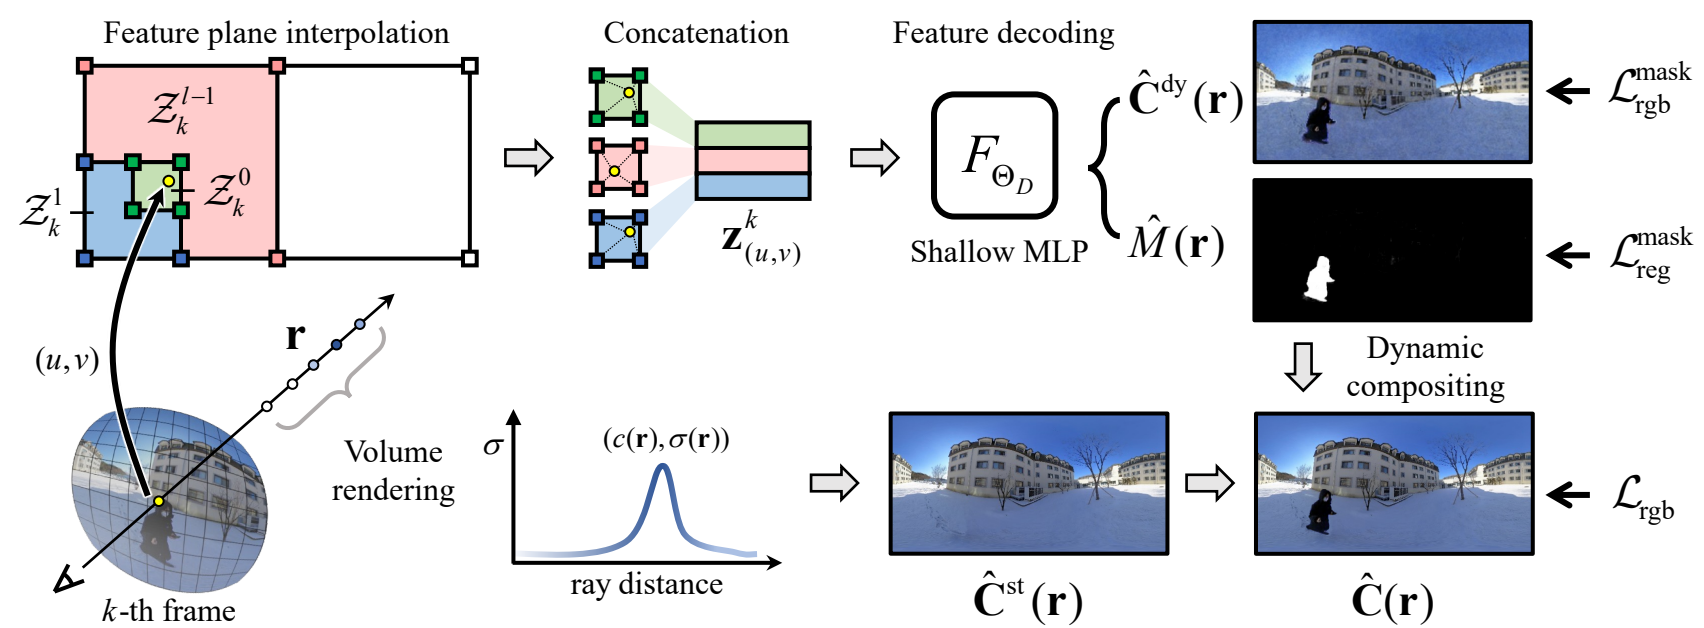 Feature plane interpolation
Concatenation
Feature decoding
𝒵_k^{l−1}
𝒵_k^1
𝒵_k^0
z_{(u,v)}^k
F_{Θ_D}
Shallow MLP
Ĉ^{dy}(r)
M̂(r)
ℒ_{rgb}^{mask}
ℒ_{reg}^{mask}
Dynamic
compositing
(u,v)
r
Volume
rendering
k-th frame
σ
(c(r),σ(r))
ray distance
Ĉ^{st}(r)
Ĉ(r)
ℒ_{rgb}